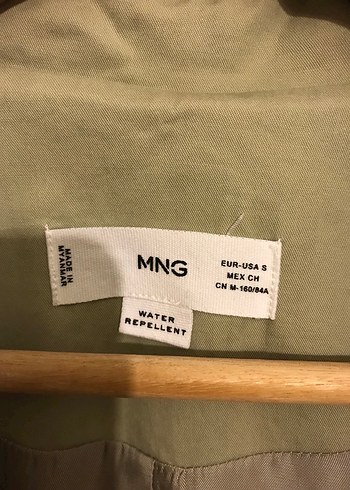 MADE IN
MYANMAR
MNG
EUR-USA S
MEX CH
CN M-160/84A
WATER
REPELLENT